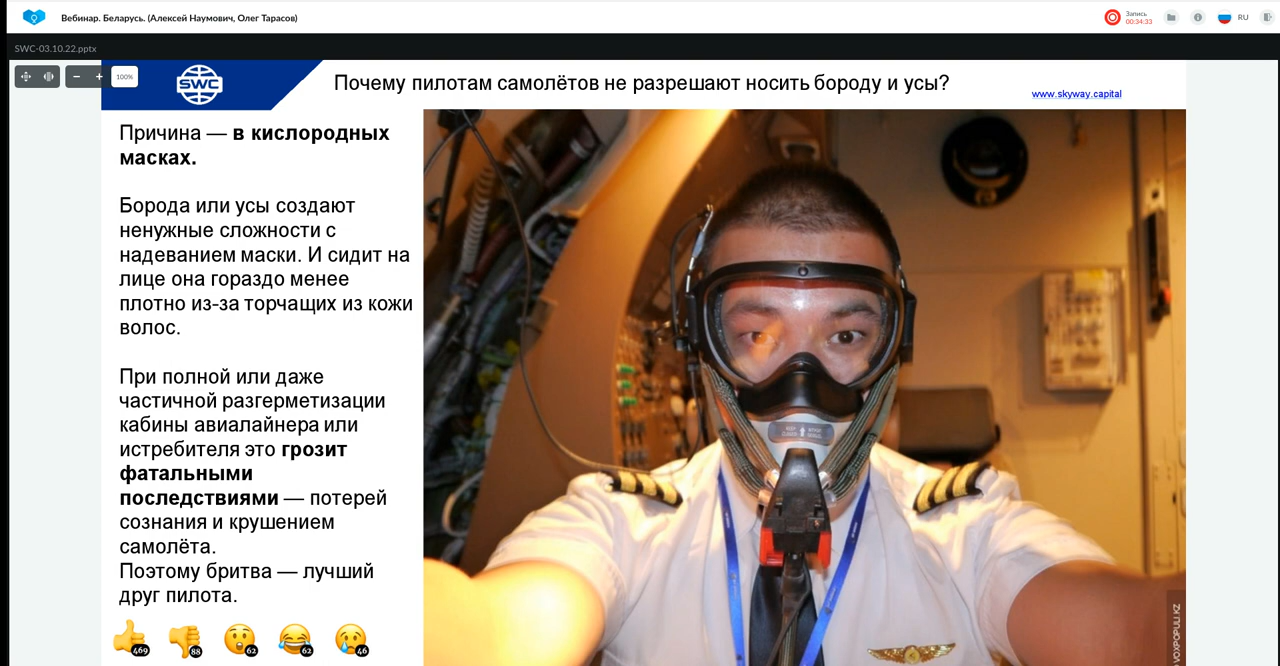 Вебинар. Беларусь. (Алексей Наумович, Олег Тарасов)
Запись
00:34:33
RU
SWC-03.10.22.pptx
100%
SWC
Почему пилотам самолётов не разрешают носить бороду и усы?
www.skyway.capital
Причина — в кислородных
масках.
Борода или усы создают
ненужные сложности с
надеванием маски. И сидит на
лице она гораздо менее
плотно из-за торчащих из кожи
волос.
При полной или даже
частичной разгерметизации
кабины авиалайнера или
истребителя это грозит
фатальными
последствиями — потерей
сознания и крушением
самолёта.
Поэтому бритва — лучший
друг пилота.
469
88
62
62
46
VOXPOPULI.KZ